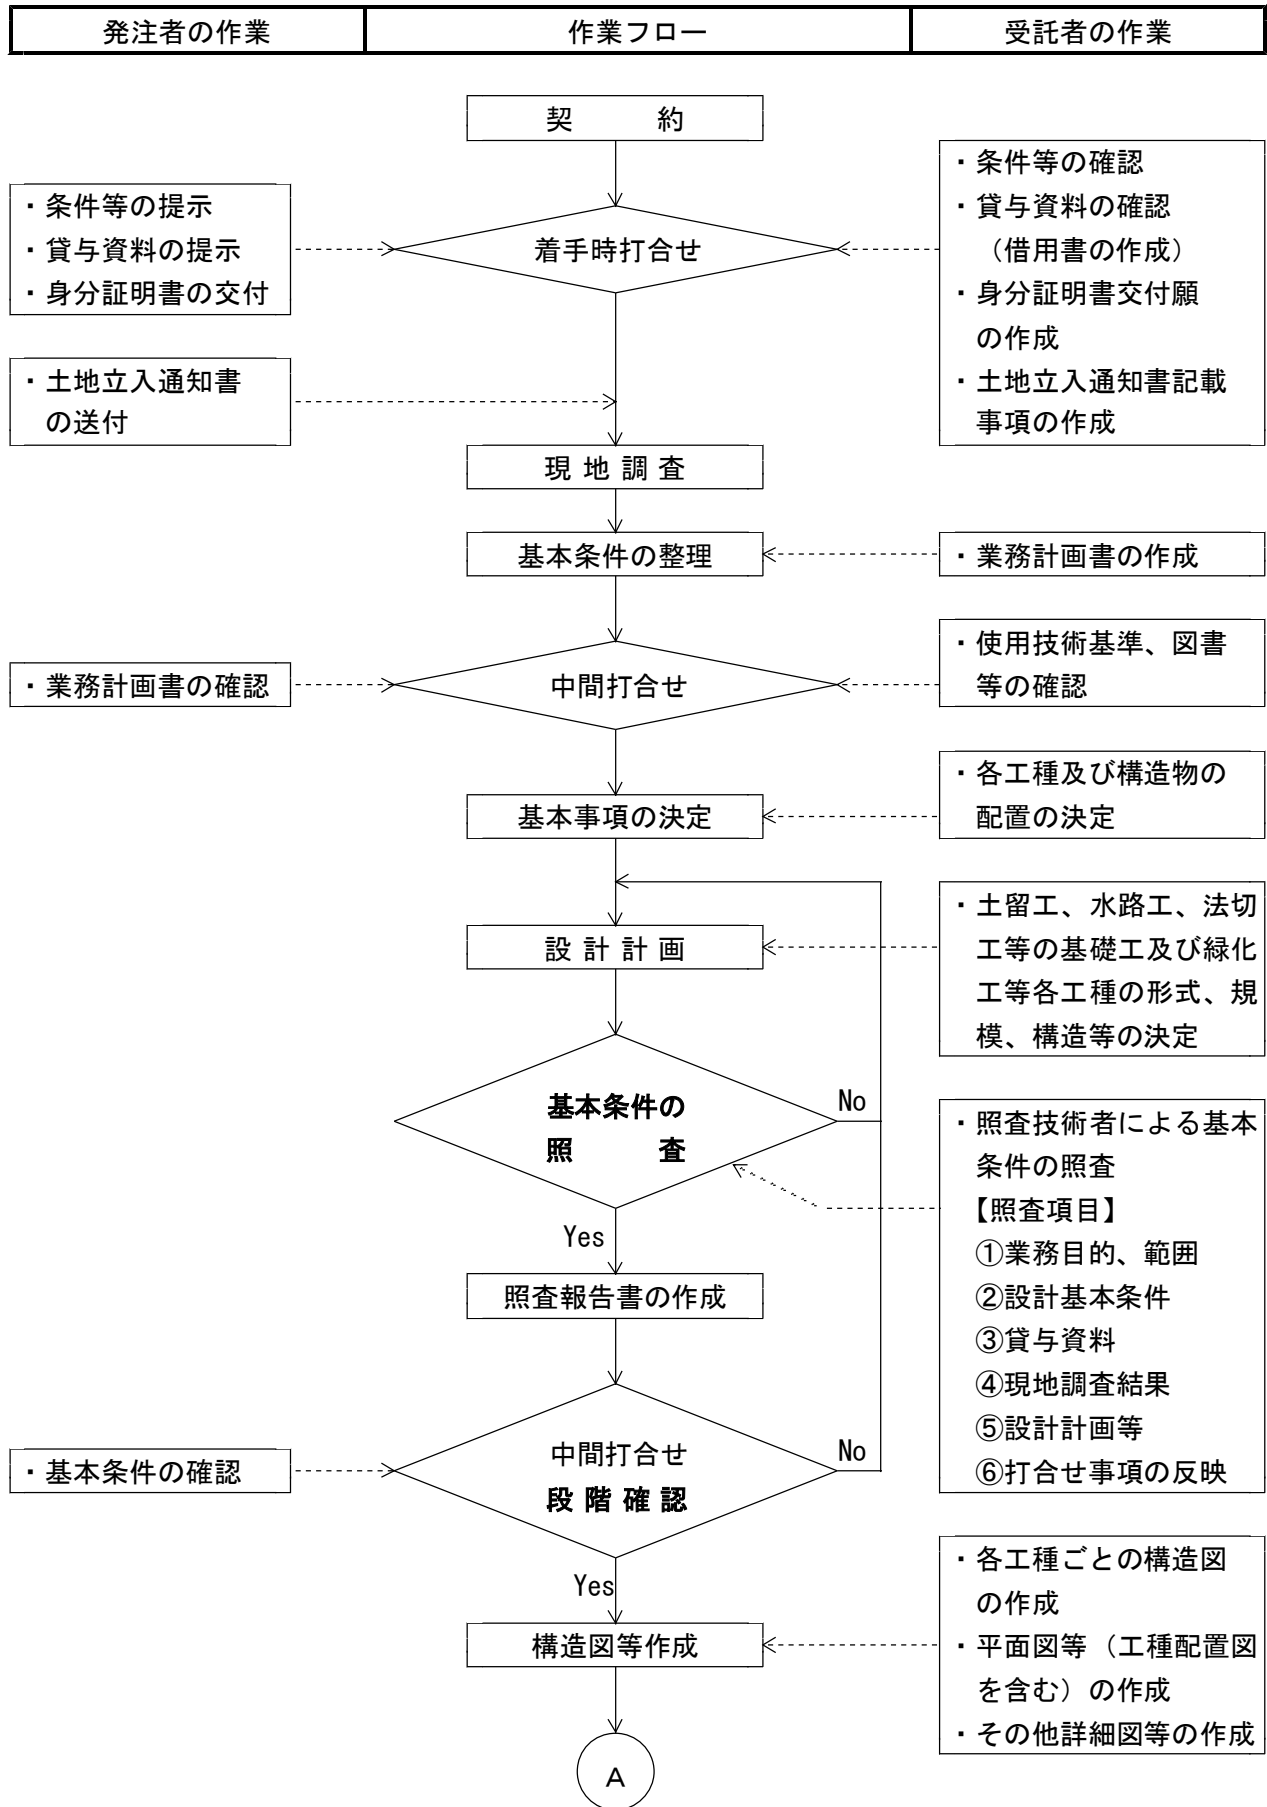 発注者の作業
作業フロー
受託者の作業
契　　約
・条件等の提示
・貸与資料の提示
・身分証明書の交付
着手時打合せ
・条件等の確認
・貸与資料の確認
（借用書の作成）
・身分証明書交付願
の作成
・土地立入通知書記載
事項の作成
・土地立入通知書
の送付
現 地 調 査
基本条件の整理
・業務計画書の作成
・業務計画書の確認
中間打合せ
・使用技術基準、図書
等の確認
基本事項の決定
・各工種及び構造物の
配置の決定
設 計 計 画
・土留工、水路工、法切
工等の基礎工及び緑化
工等各工種の形式、規
模、構造等の決定
基本条件の
照　　査
No
Yes
・照査技術者による基本
条件の照査
【照査項目】
①業務目的、範囲
②設計基本条件
③貸与資料
④現地調査結果
⑤設計計画等
⑥打合せ事項の反映
照査報告書の作成
・基本条件の確認
中間打合せ
段 階 確 認
No
Yes
構造図等作成
・各工種ごとの構造図
の作成
・平面図等（工種配置図
を含む）の作成
・その他詳細図等の作成
A